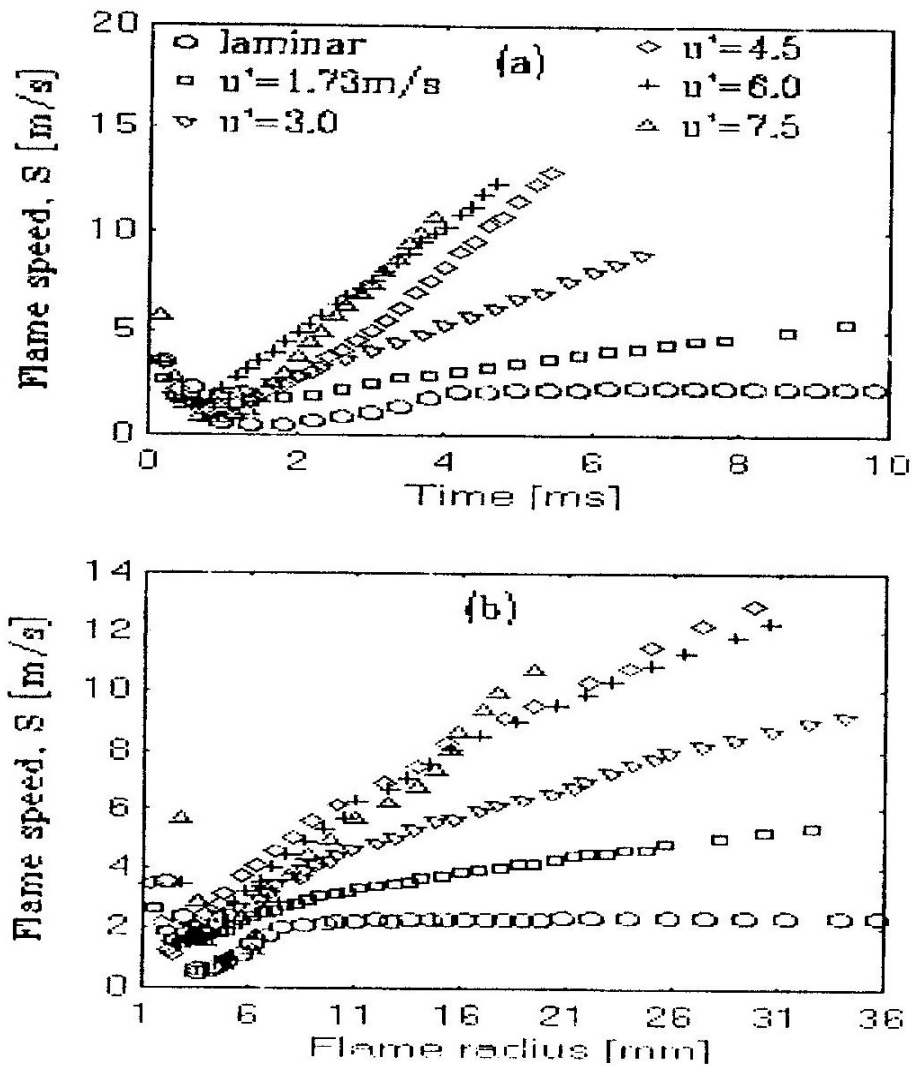 20
(a)
laminar
u'=1.73m/s
u'=3.0
u'=4.5
u'=6.0
u'=7.5
15
10
5
0
Flame speed, S [m/s]
0 2 4 6 8 10
Time [ms]
14
(b)
12
10
8
6
4
2
0
Flame speed, S [m/s]
1 6 11 16 21 26 31 36
Flame radius [mm]